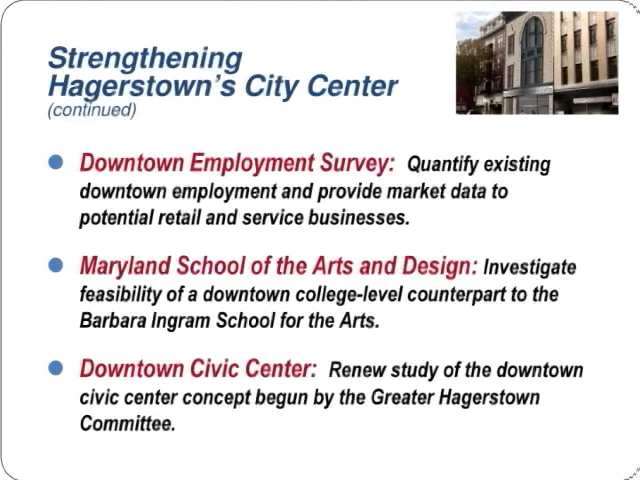 Strengthening
Hagerstown's City Center
(continued)
Downtown Employment Survey: Quantify existing
downtown employment and provide market data to
potential retail and service businesses.
Maryland School of the Arts and Design: Investigate
feasibility of a downtown college-level counterpart to the
Barbara Ingram School for the Arts.
Downtown Civic Center: Renew study of the downtown
civic center concept begun by the Greater Hagerstown
Committee.